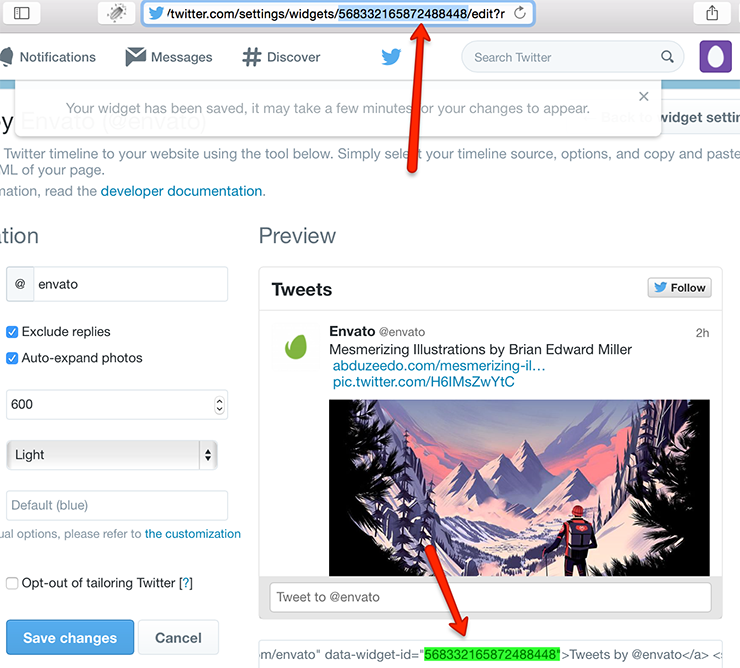 /twitter.com/settings/widgets/568332165872488448/edit?r
Notifications
Messages
Discover
Search Twitter
Your widget has been saved, it may take a few minutes for your changes to appear.
y Envato (@envato)
Back to widget settin
Twitter timeline to your website using the tool below. Simply select your timeline source, options, and copy and paste
ML of your page.
mation, read the developer documentation.
ation
@ envato
Exclude replies
Auto-expand photos
600
Light
Default (blue)
ual options, please refer to the customization
Opt-out of tailoring Twitter [?]
Save changes
Cancel
Preview
Tweets
Follow
Envato @envato
2h
Mesmerizing Illustrations by Brian Edward Miller
abduzeedo.com/mesmerizing-il…
pic.twitter.com/H6IMsZwYtC
Tweet to @envato
om/envato" data-widget-id="568332165872488448">Tweets by @envato</a> <s